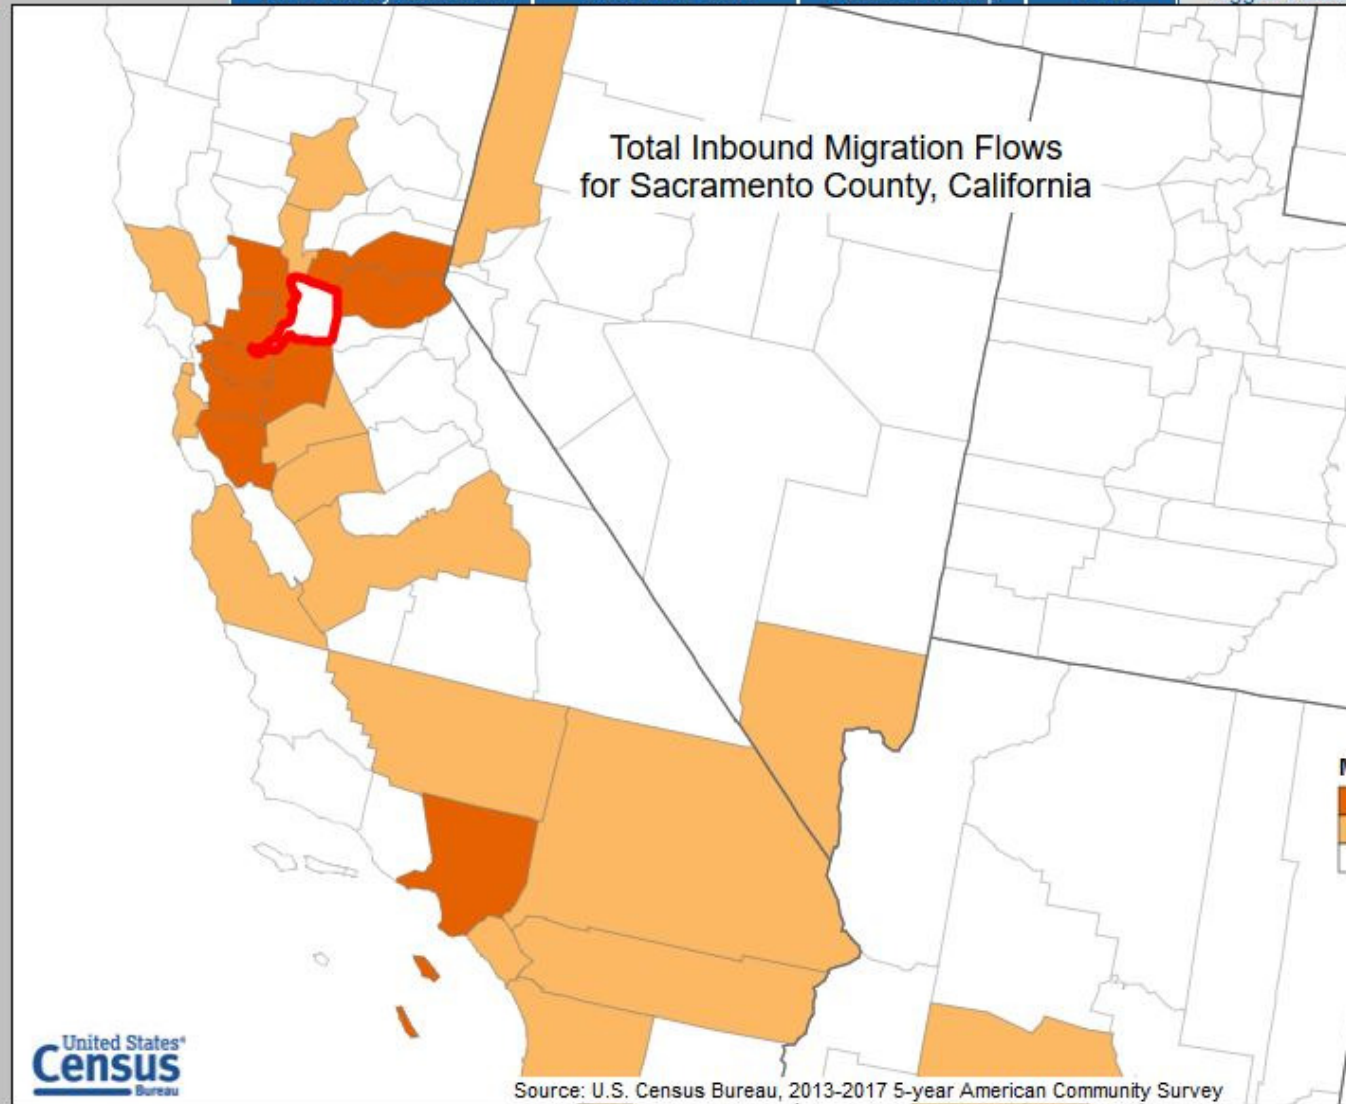 Total Inbound Migration Flows
for Sacramento County, California
United States®
Census
Bureau
Source: U.S. Census Bureau, 2013-2017 5-year American Community Survey